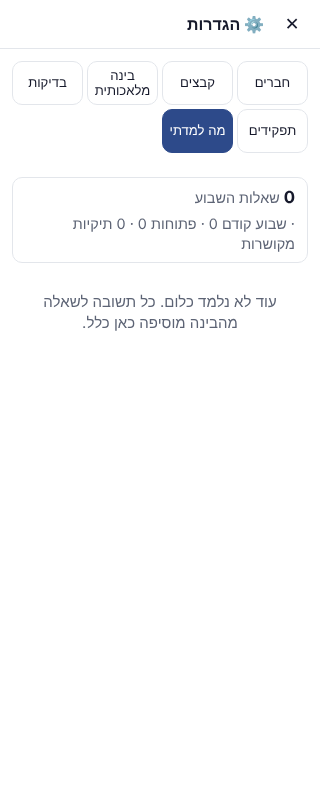 ✕
⚙️ הגדרות
חברים
קבצים
בינה
מלאכותית
בדיקות
תפקידים
מה למדתי
0 שאלות השבוע
· שבוע קודם 0 · פתוחות 0 · 0 תיקיות
מקושרות
עוד לא נלמד כלום. כל תשובה לשאלה
מהבינה מוסיפה כאן כלל.